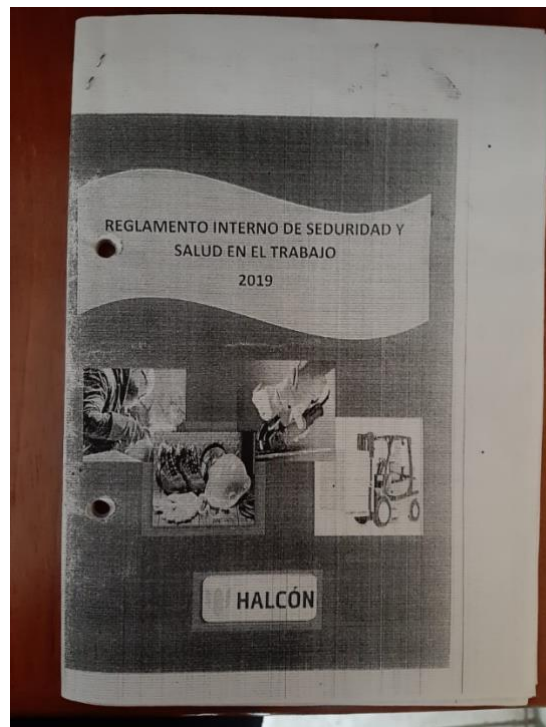 REGLAMENTO INTERNO DE SEDURIDAD Y
SALUD EN EL TRABAJO
2019
HALCÓN